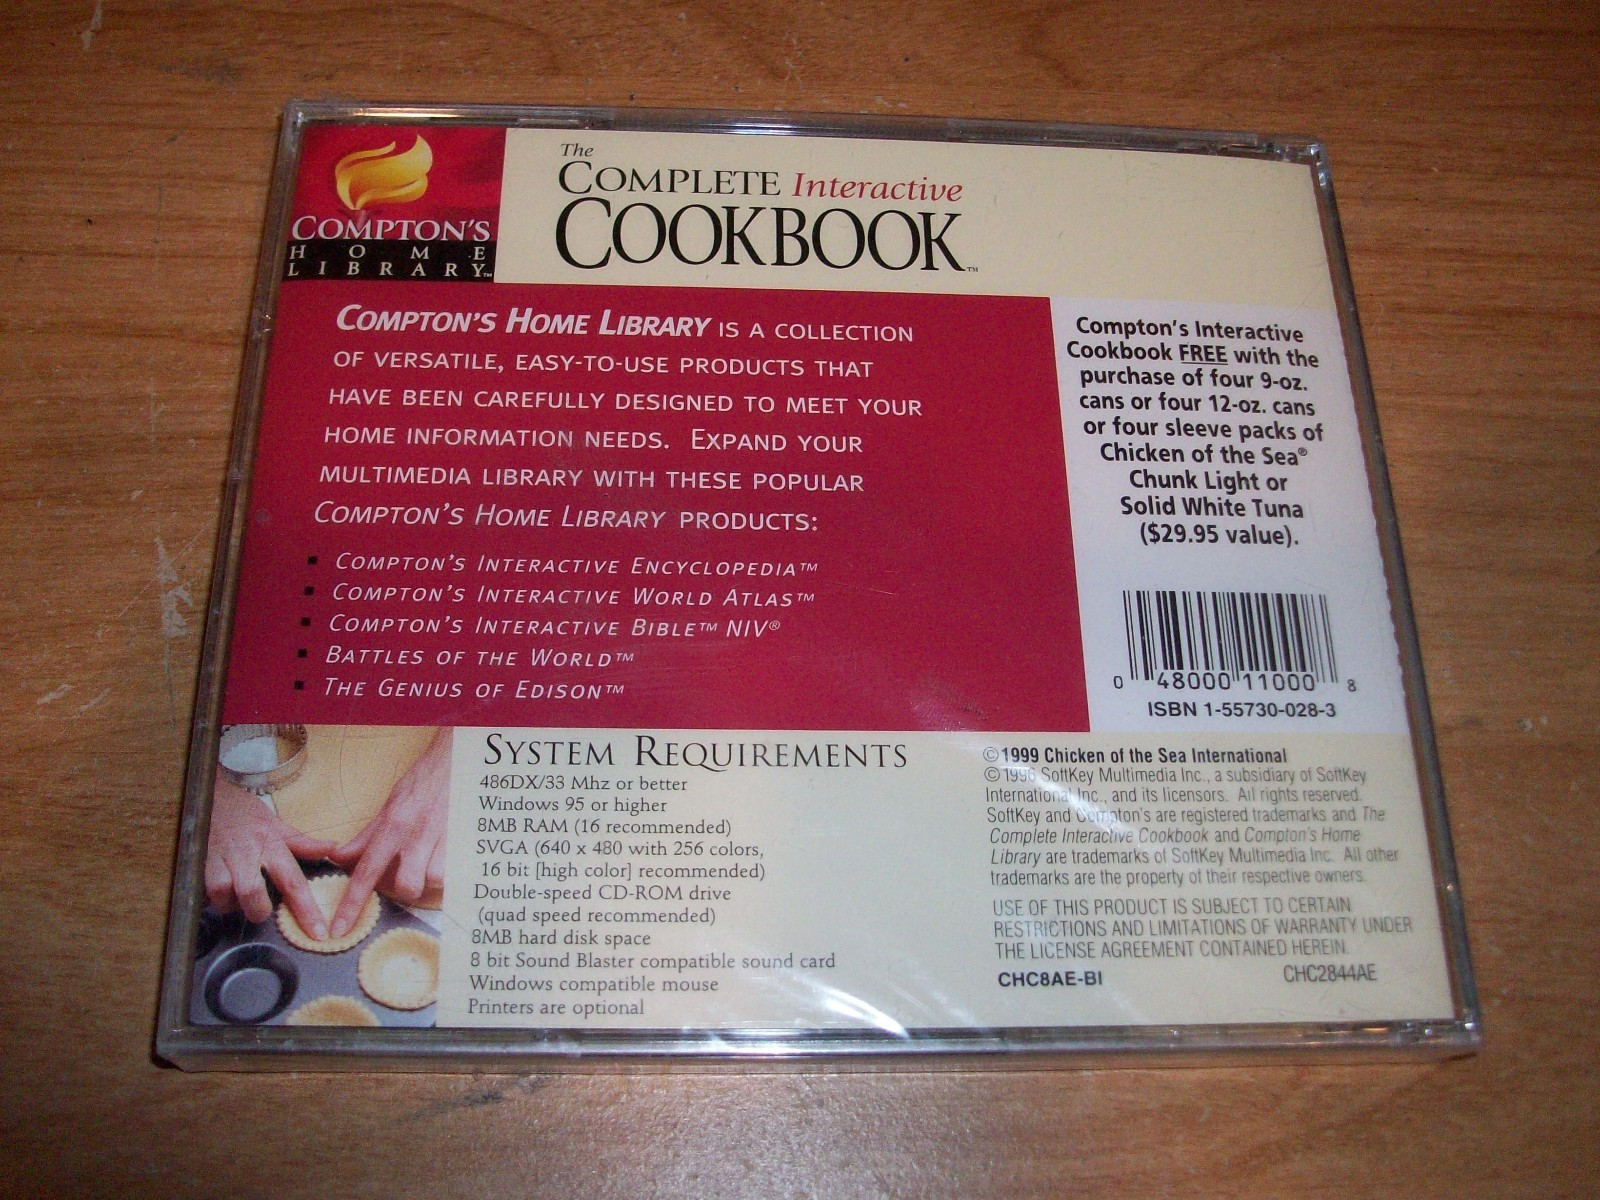 COMPTON'S
HOME
LIBRARY™
The
COMPLETE Interactive
COOKBOOK™
COMPTON'S HOME LIBRARY IS A COLLECTION
OF VERSATILE, EASY-TO-USE PRODUCTS THAT
HAVE BEEN CAREFULLY DESIGNED TO MEET YOUR
HOME INFORMATION NEEDS. EXPAND YOUR
MULTIMEDIA LIBRARY WITH THESE POPULAR
COMPTON'S HOME LIBRARY PRODUCTS:
▪ COMPTON'S INTERACTIVE ENCYCLOPEDIA™
▪ COMPTON'S INTERACTIVE WORLD ATLAS™
▪ COMPTON'S INTERACTIVE BIBLE™ NIV®
▪ BATTLES OF THE WORLD™
▪ THE GENIUS OF EDISON™
Compton's Interactive
Cookbook FREE with the
purchase of four 9-oz.
cans or four 12-oz. cans
or four sleeve packs of
Chicken of the Sea®
Chunk Light or
Solid White Tuna
($29.95 value).
0 48000 11000 8
ISBN 1-55730-028-3
SYSTEM REQUIREMENTS
486DX/33 Mhz or better
Windows 95 or higher
8MB RAM (16 recommended)
SVGA (640 x 480 with 256 colors,
16 bit [high color] recommended)
Double-speed CD-ROM drive
(quad speed recommended)
8MB hard disk space
8 bit Sound Blaster compatible sound card
Windows compatible mouse
Printers are optional
©1999 Chicken of the Sea International
©1996 SoftKey Multimedia Inc., a subsidiary of SoftKey
International Inc., and its licensors. All rights reserved.
SoftKey and Compton's are registered trademarks and The
Complete Interactive Cookbook and Compton's Home
Library are trademarks of SoftKey Multimedia Inc. All other
trademarks are the property of their respective owners.
USE OF THIS PRODUCT IS SUBJECT TO CERTAIN
RESTRICTIONS AND LIMITATIONS OF WARRANTY UNDER
THE LICENSE AGREEMENT CONTAINED HEREIN.
CHC8AE-BI CHC2844AE